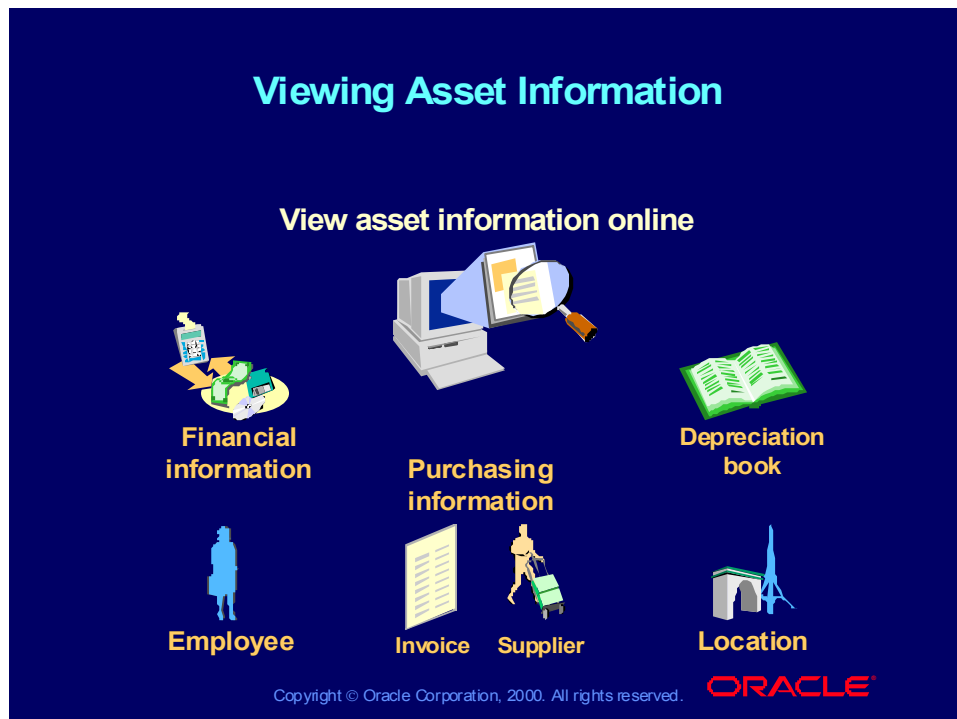 Viewing Asset Information
View asset information online
Financial
information
Purchasing
information
Depreciation
book
Employee
Invoice
Supplier
Location
Copyright © Oracle Corporation, 2000. All rights reserved.
ORACLE®